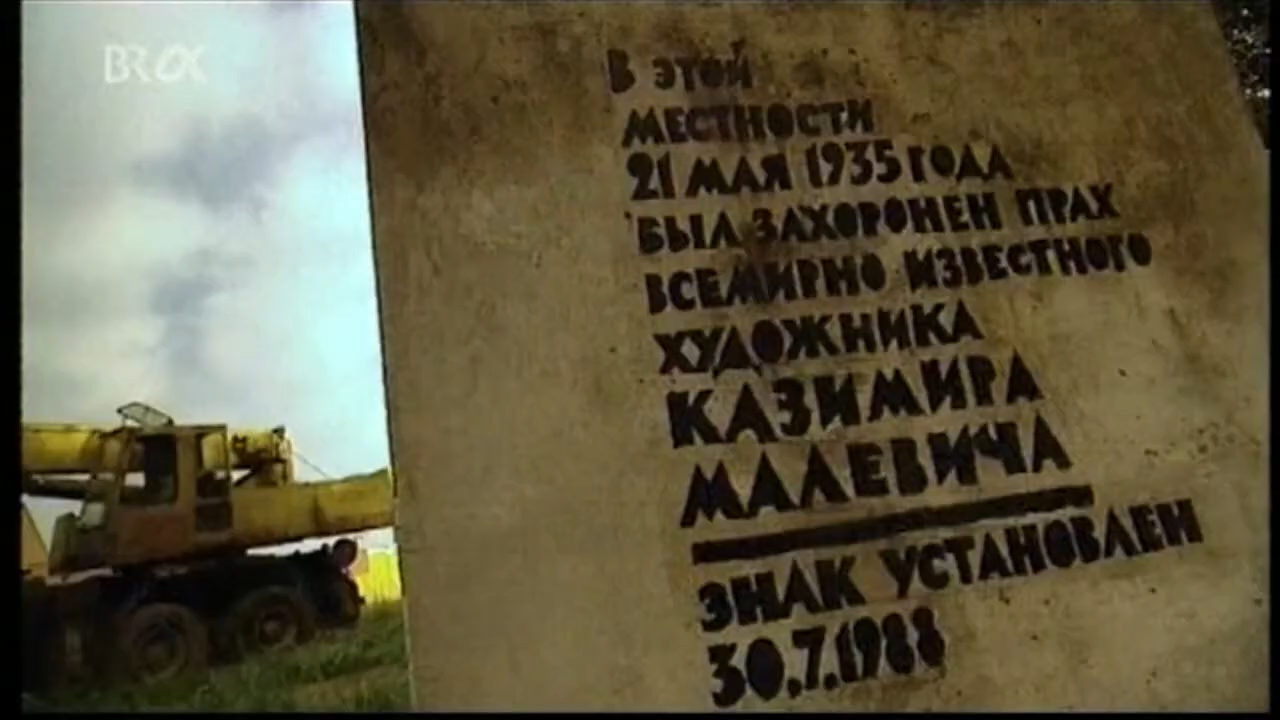 BRα
В ЭТОЙ
МЕСТНОСТИ
21 МАЯ 1935 ГОДА
БЫЛ ЗАХОРОНЕН ПРАХ
ВСЕМИРНО ИЗВЕСТНОГО
ХУДОЖНИКА
КАЗИМИРА
МАЛЕВИЧА
ЗНАК УСТАНОВЛЕН
30.7.1988